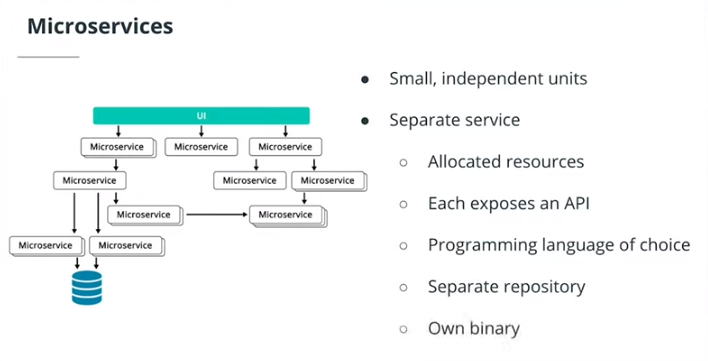 Microservices
UI
Microservice
Microservice
Microservice
Microservice
Microservice
Microservice
Microservice
Microservice
Microservice
Microservice
• Small, independent units
• Separate service
○ Allocated resources
○ Each exposes an API
○ Programming language of choice
○ Separate repository
○ Own binary